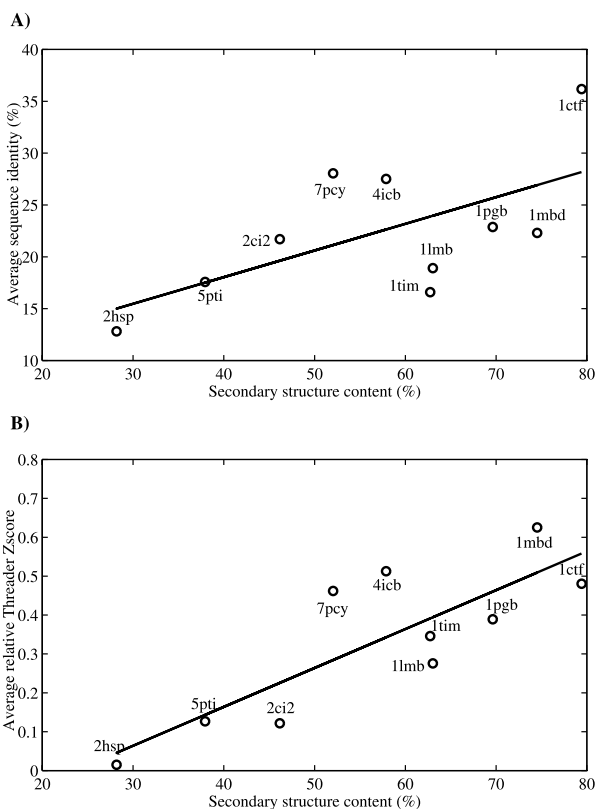 A)
40
35
30
25
20
15
10
Average sequence identity (%)
1ctf
7pcy
4icb
1pgb
1mbd
2ci2
1lmb
1tim
5pti
2hsp
20 30 40 50 60 70 80
Secondary structure content (%)
B)
0.8
0.7
0.6
0.5
0.4
0.3
0.2
0.1
0
Average relative Threader Zscore
1mbd
1ctf
4icb
7pcy
1pgb
1tim
1lmb
5pti
2ci2
2hsp
20 30 40 50 60 70 80
Secondary structure content (%)